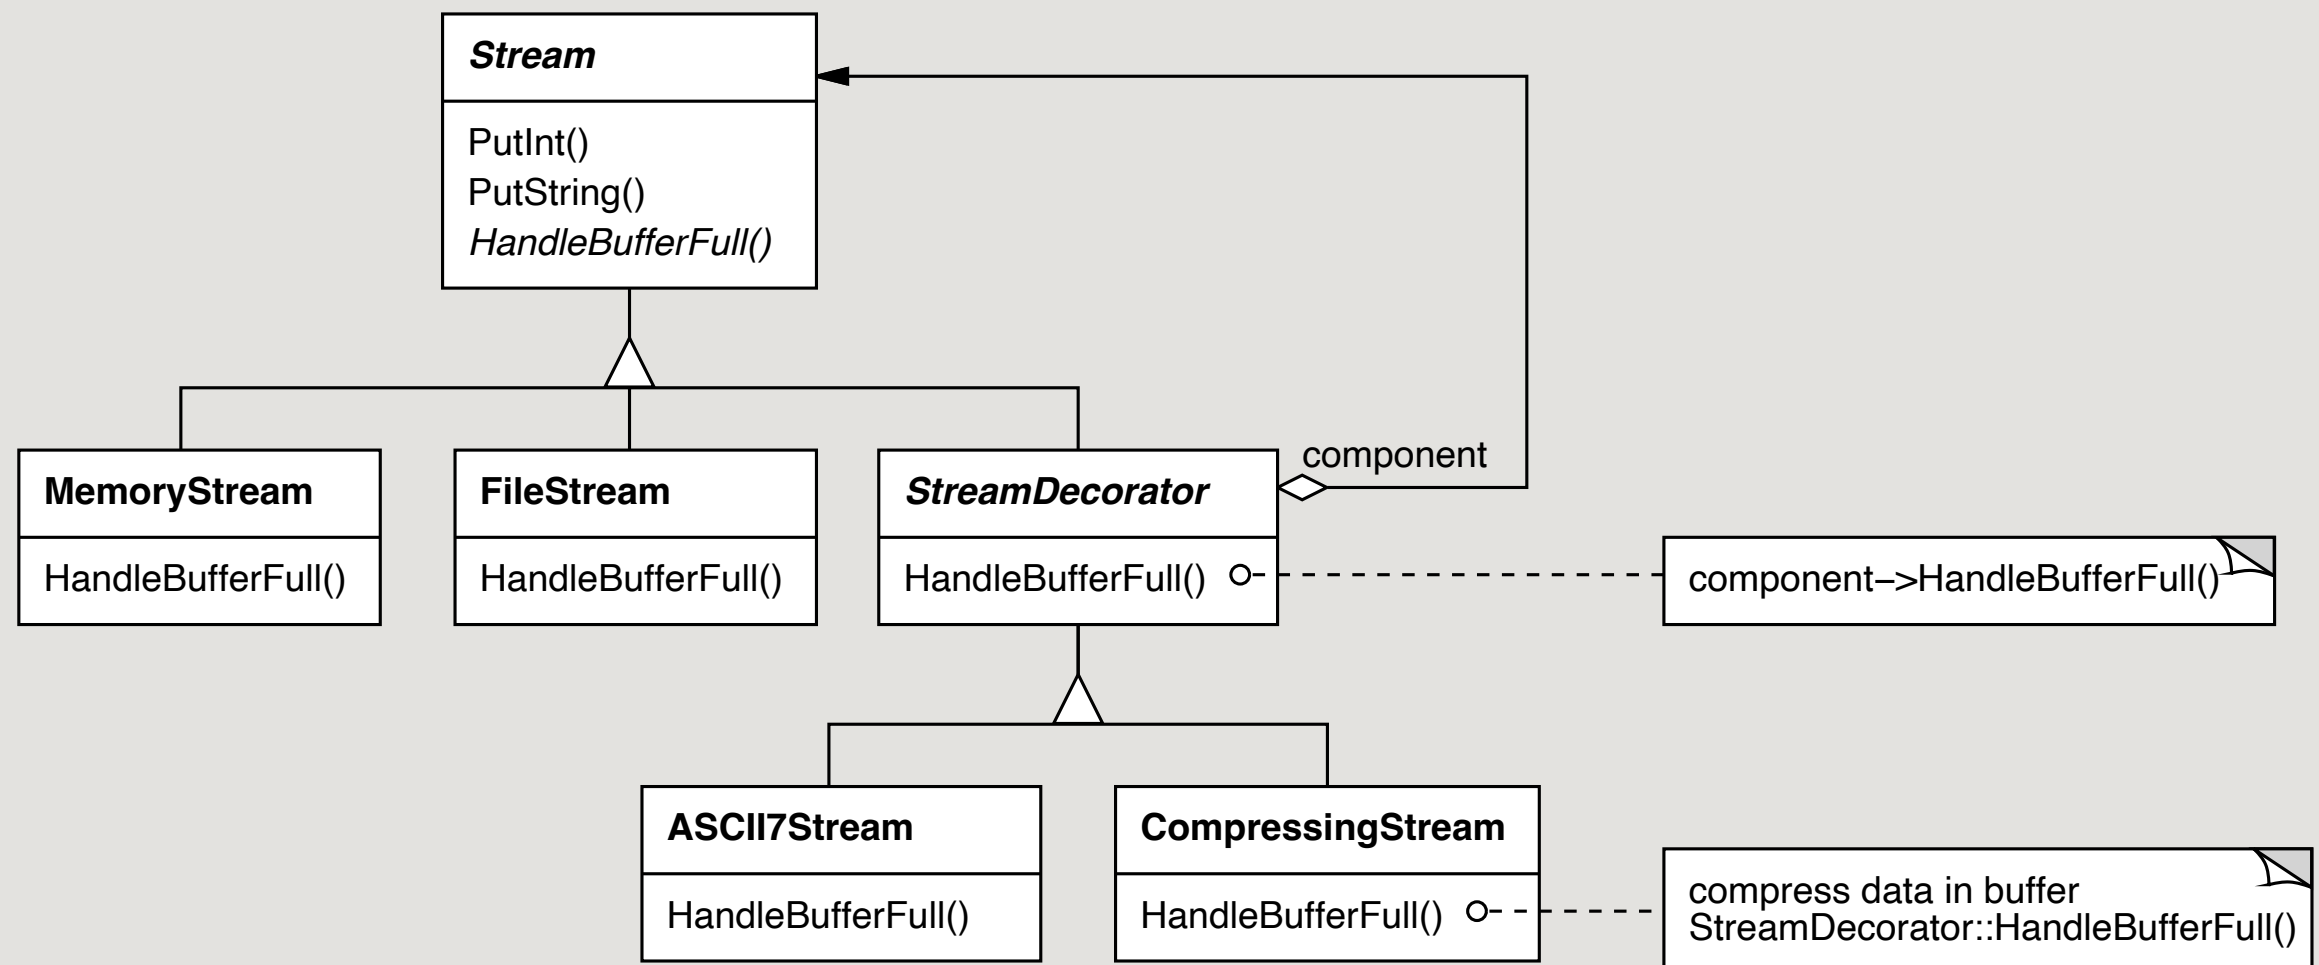 Stream
PutInt()
PutString()
HandleBufferFull()
component
MemoryStream
HandleBufferFull()
FileStream
HandleBufferFull()
StreamDecorator
HandleBufferFull()
component–>HandleBufferFull()
ASCII7Stream
HandleBufferFull()
CompressingStream
HandleBufferFull()
compress data in buffer
StreamDecorator::HandleBufferFull()